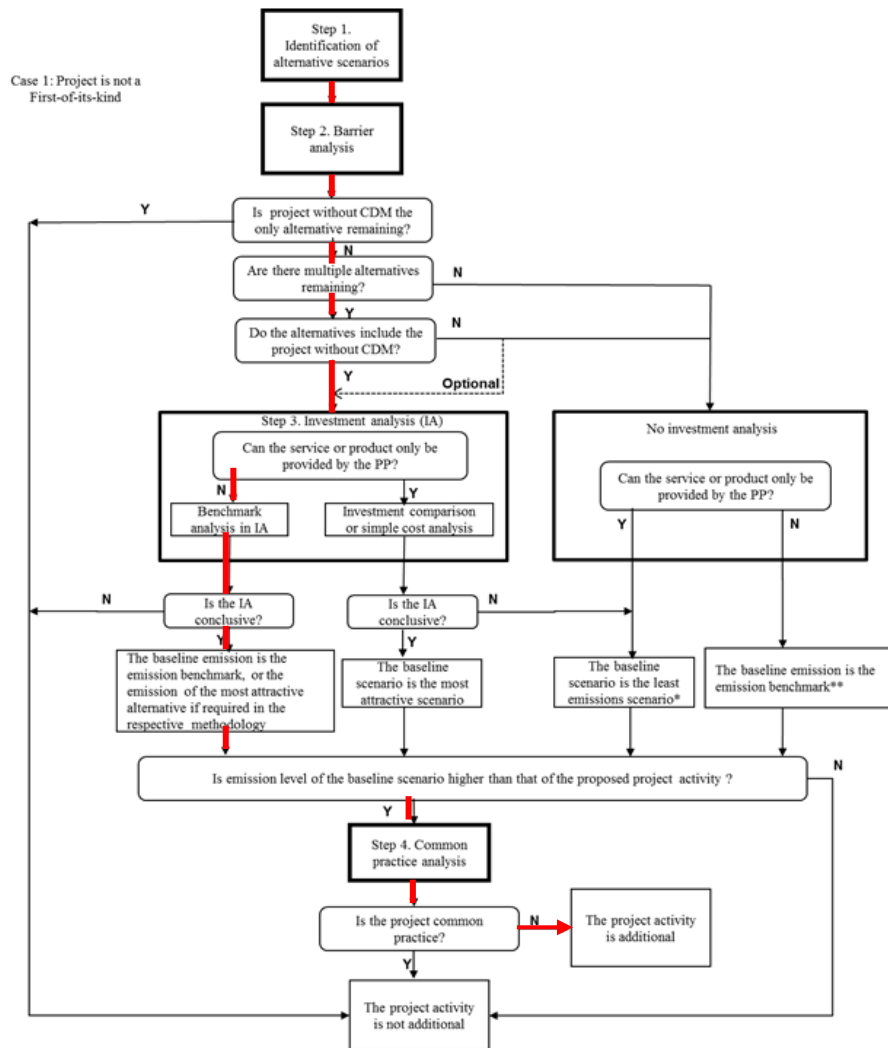 Step 1.
Identification of
alternative scenarios
Case 1: Project is not a
First-of-its-kind
Step 2. Barrier
analysis
Y
Is project without CDM the
only alternative remaining?
N
Are there multiple alternatives
remaining?
N
Y
Do the alternatives include the
project without CDM?
N
Y
Optional
Step 3. Investment analysis (IA)
Can the service or product only be
provided by the PP?
N
Y
Benchmark
analysis in IA
Investment comparison
or simple cost analysis
No investment analysis
Can the service or product only be
provided by the PP?
Y
N
N
Is the IA
conclusive?
Is the IA
conclusive?
N
Y
Y
The baseline emission is the
emission benchmark, or the
emission of the most attractive
alternative if required in the
respective methodology
The baseline
scenario is the most
attractive scenario
The baseline
scenario is the least
emissions scenario*
The baseline emission is the
emission benchmark**
Is emission level of the baseline scenario higher than that of the proposed project activity ?
N
Y
Step 4. Common
practice analysis
Is the project common
practice?
N
The project activity
is additional
Y
The project activity
is not additional